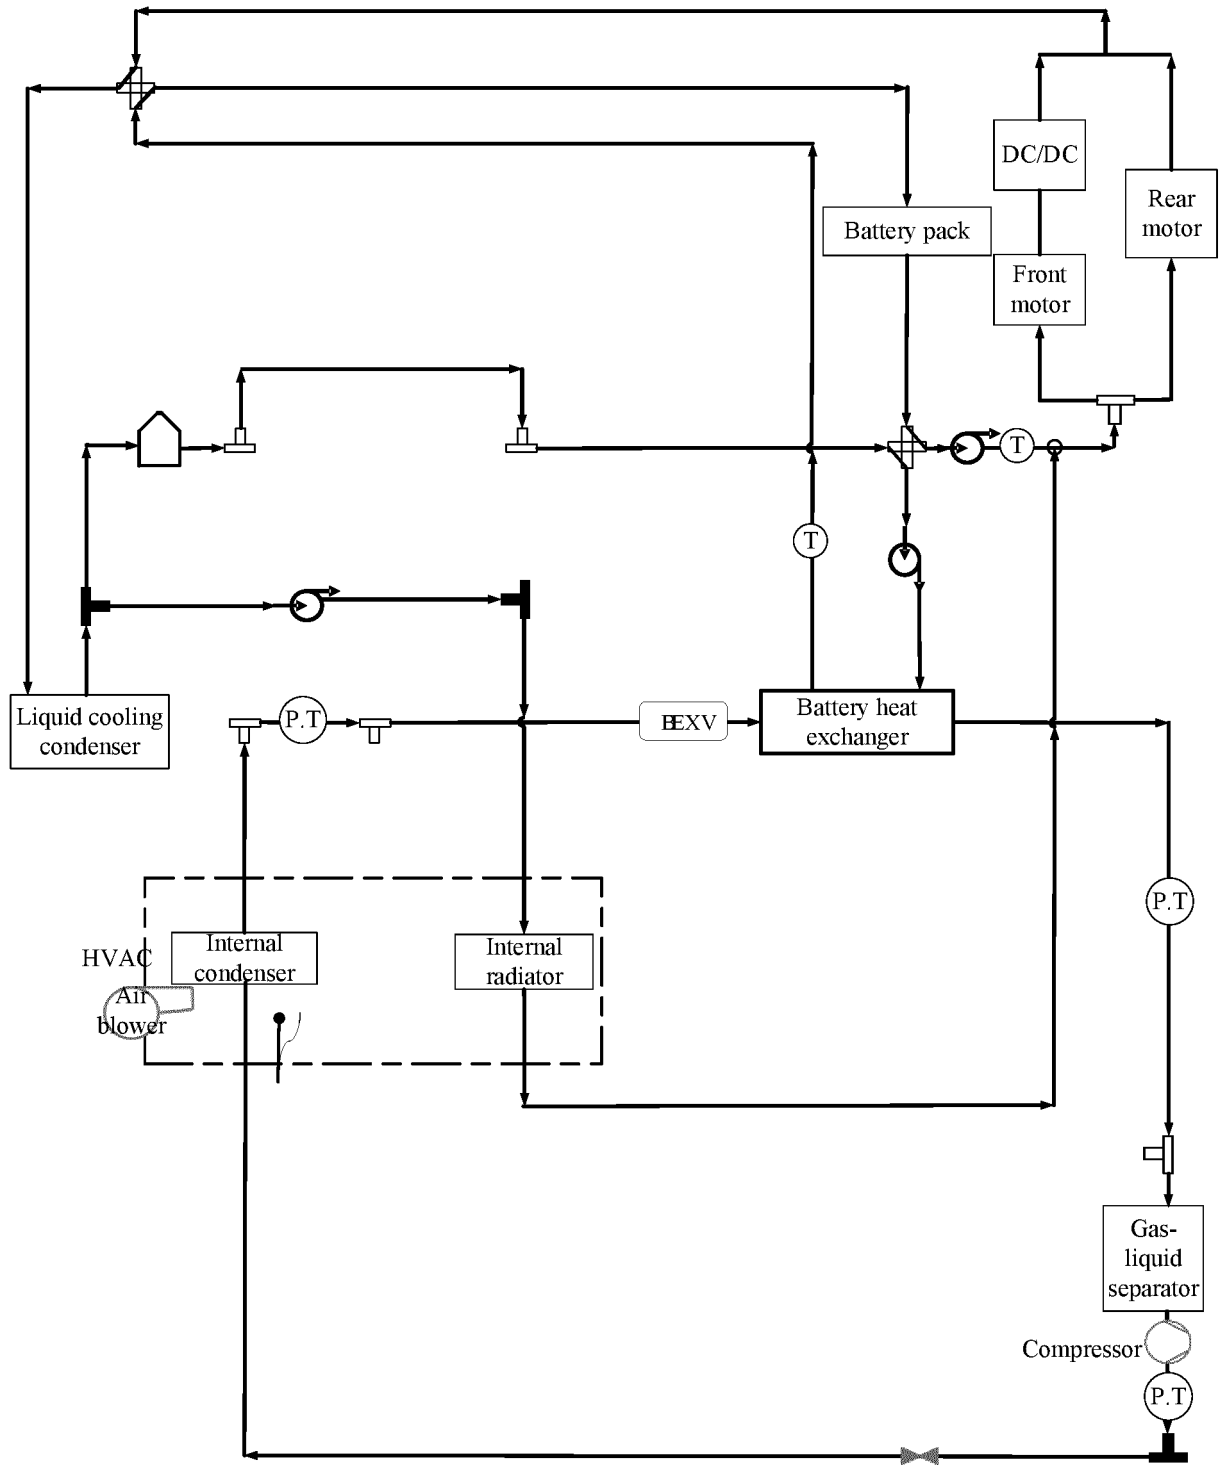 DC/DC
Rear
motor
Battery pack
Front
motor
T
T
Liquid cooling
condenser
P.T
BEXV
Battery heat
exchanger
P.T
HVAC
Internal
condenser
Internal
radiator
Air
blower
Gas-
liquid
separator
Compressor
P.T